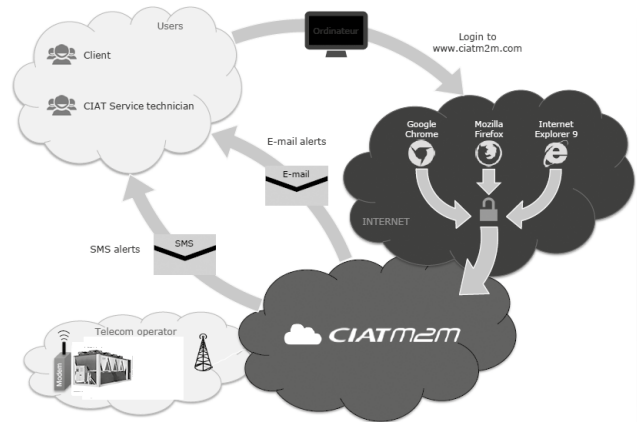 Users
Client
CIAT Service technician
Ordinateur
Login to
www.ciatm2m.com
Google
Chrome
Mozilla
Firefox
Internet
Explorer 9
INTERNET
E-mail alerts
E-mail
SMS alerts
SMS
CIATM2M
Telecom operator
Modem